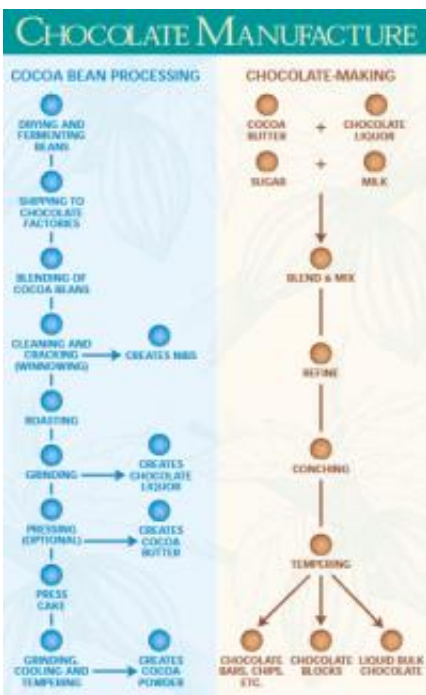 CHOCOLATE MANUFACTURE
COCOA BEAN PROCESSING
DRYING AND
FERMENTING
BEANS
SHIPPING TO
CHOCOLATE
FACTORIES
BLENDING OF
COCOA BEANS
CLEANING AND
CRACKING
(WINNOWING)
CREATES NIBS
ROASTING
GRINDING
CREATES
CHOCOLATE
LIQUOR
PRESSING
(OPTIONAL)
CREATES
COCOA
BUTTER
PRESS
CAKE
GRINDING,
COOLING AND
TEMPERING
CREATES
COCOA
POWDER
CHOCOLATE-MAKING
COCOA
BUTTER
+
CHOCOLATE
LIQUOR
SUGAR
+
MILK
BLEND & MIX
REFINE
CONCHING
TEMPERING
CHOCOLATE
BARS, CHIPS,
ETC.
CHOCOLATE
BLOCKS
LIQUID BULK
CHOCOLATE